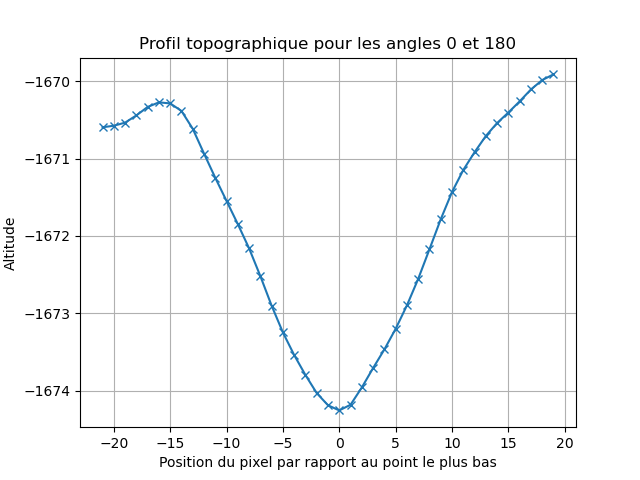 Profil topographique pour les angles 0 et 180
Altitude
−1670
−1671
−1672
−1673
−1674
−20 −15 −10 −5 0 5 10 15 20
Position du pixel par rapport au point le plus bas